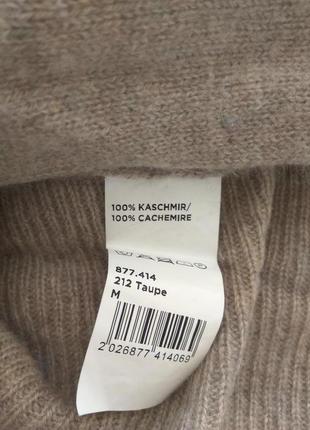 100% KASCHMIR/
100% CACHEMIRE
877.414
212 Taupe
M
2 026877 414069